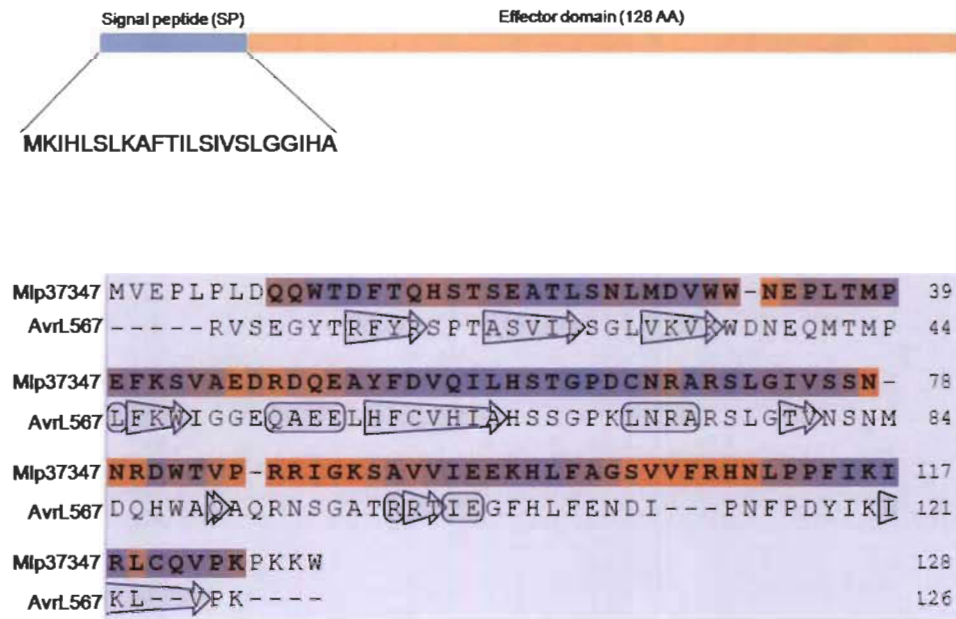 Signal peptide (SP)
Effector domain (128 AA)
MKIHLSLKAFTILSIVSLGGIHA
Mlp37347 MVEPLPLDQQWTDFTQHSTSEATLSNLMDVWW-NEPLTMP 39
AvrL567 -----RVSEGYTRFYRSPTASVILSGLVKVKWDNEQMTMP 44
Mlp37347 EFKSVAEDRDQEAYFDVQILHSTGPDCNRARSLGIVSSN- 78
AvrL567 LFKWIGGEQAEELHFCVHIAHSSGPKLNRARSLGTVNSNM 84
Mlp37347 NRDWTVP-RRIGKSAVVIEEKHLFAGSVVFRHNLPPFIKI 117
AvrL567 DQHWAQAQRNSGATRRTIEGFHLFENDI---PNFPDYIKI 121
Mlp37347 RLCQVPKPKKW 128
AvrL567 KL--VPK---- 126